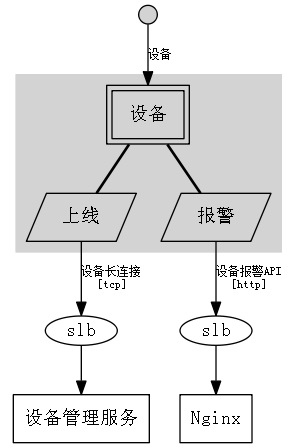 设备
设备
上线
报警
设备长连接
[tcp]
设备报警API
[http]
slb
slb
设备管理服务
Nginx